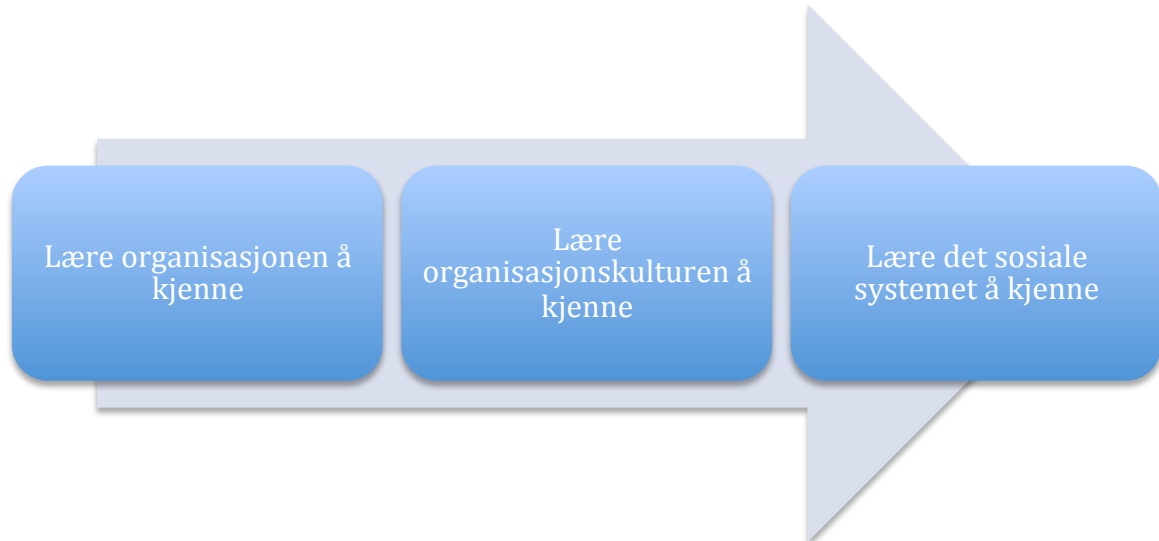 Lære organisasjonen å
kjenne
Lære
organisasjonskulturen å
kjenne
Lære det sosiale
systemet å kjenne